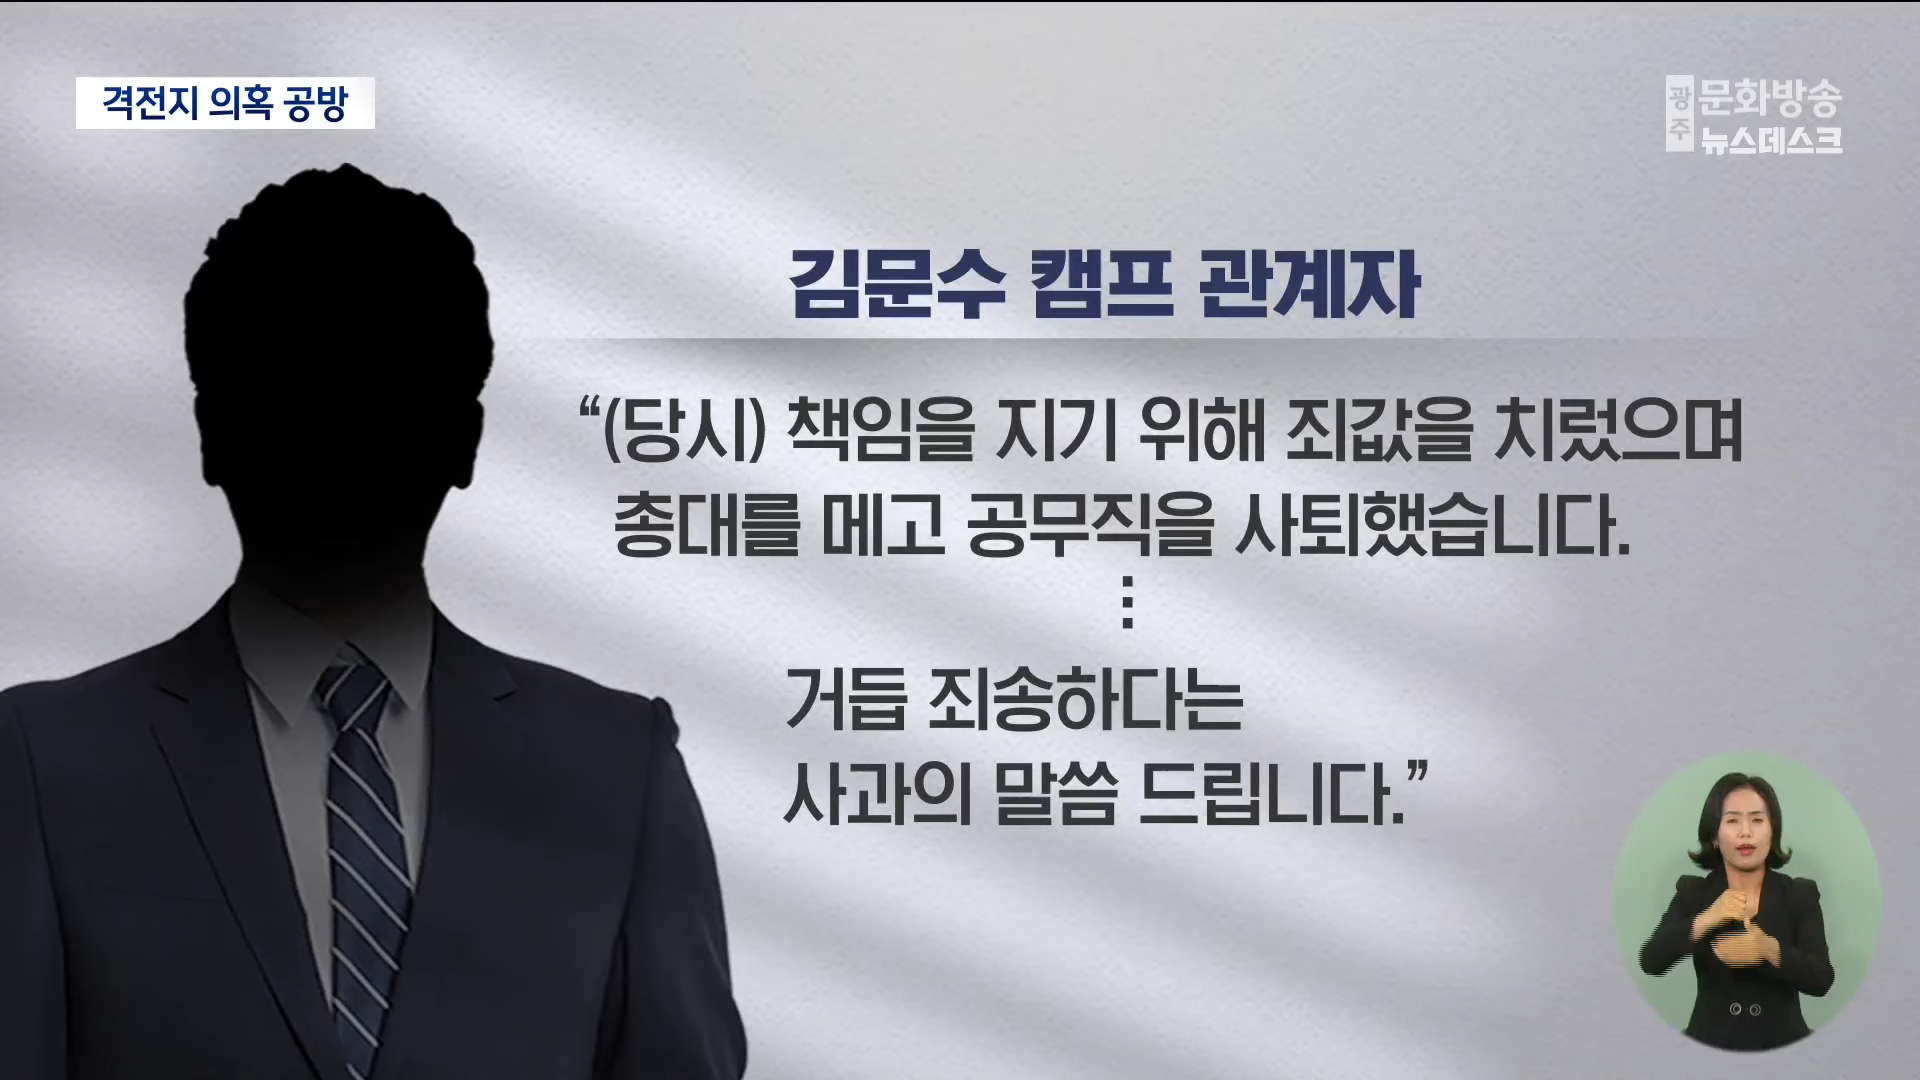 격전지 의혹 공방
광주
문화방송
뉴스데스크
김문수 캠프 관계자
“(당시) 책임을 지기 위해 죄값을 치렀으며
총대를 메고 공무직을 사퇴했습니다.
⋮
거듭 죄송하다는
사과의 말씀 드립니다.”